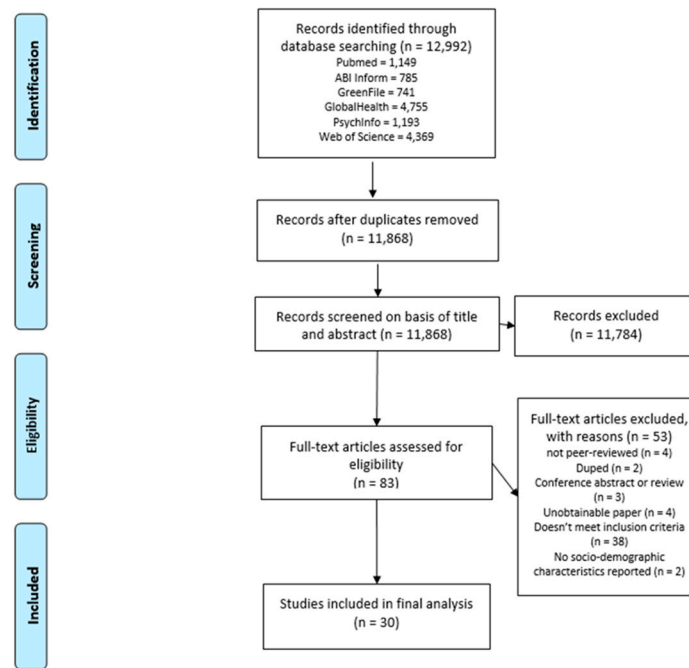 Identification
Records identified through
database searching (n = 12,992)
Pubmed = 1,149
ABI Inform = 785
GreenFile = 741
GlobalHealth = 4,755
PsychInfo = 1,193
Web of Science = 4,369
Screening
Records after duplicates removed
(n = 11,868)
Records screened on basis of title
and abstract (n = 11,868)
Records excluded
(n = 11,784)
Eligibility
Full-text articles assessed for
eligibility
(n = 83)
Full-text articles excluded,
with reasons (n = 53)
not peer-reviewed (n = 4)
Duped (n = 2)
Conference abstract or review
(n = 3)
Unobtainable paper (n = 4)
Doesn't meet inclusion criteria
(n = 38)
No socio-demographic
characteristics reported (n = 2)
Included
Studies included in final analysis
(n = 30)